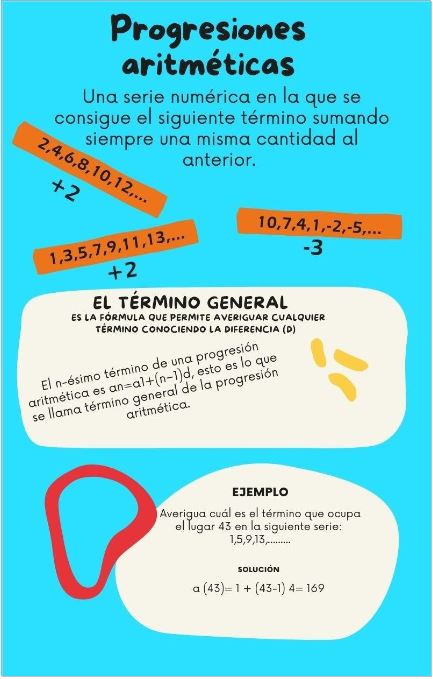 Progresiones
aritméticas
Una serie numérica en la que se
consigue el siguiente término sumando
siempre una misma cantidad al
anterior.
2,4,6,8,10,12,...
+2
1,3,5,7,9,11,13,...
+2
10,7,4,1,-2,-5,...
-3
EL TÉRMINO GENERAL
ES LA FÓRMULA QUE PERMITE AVERIGUAR CUALQUIER
TÉRMINO CONOCIENDO LA DIFERENCIA (D)
El n-ésimo término de una progresión
aritmética es an=a1+(n-1)d, esto es lo que
se llama término general de la progresión
aritmética.
EJEMPLO
Averigua cuál es el término que ocupa
el lugar 43 en la siguiente serie:
1,5,9,13,.........
SOLUCIÓN
a (43)= 1 + (43-1) 4= 169